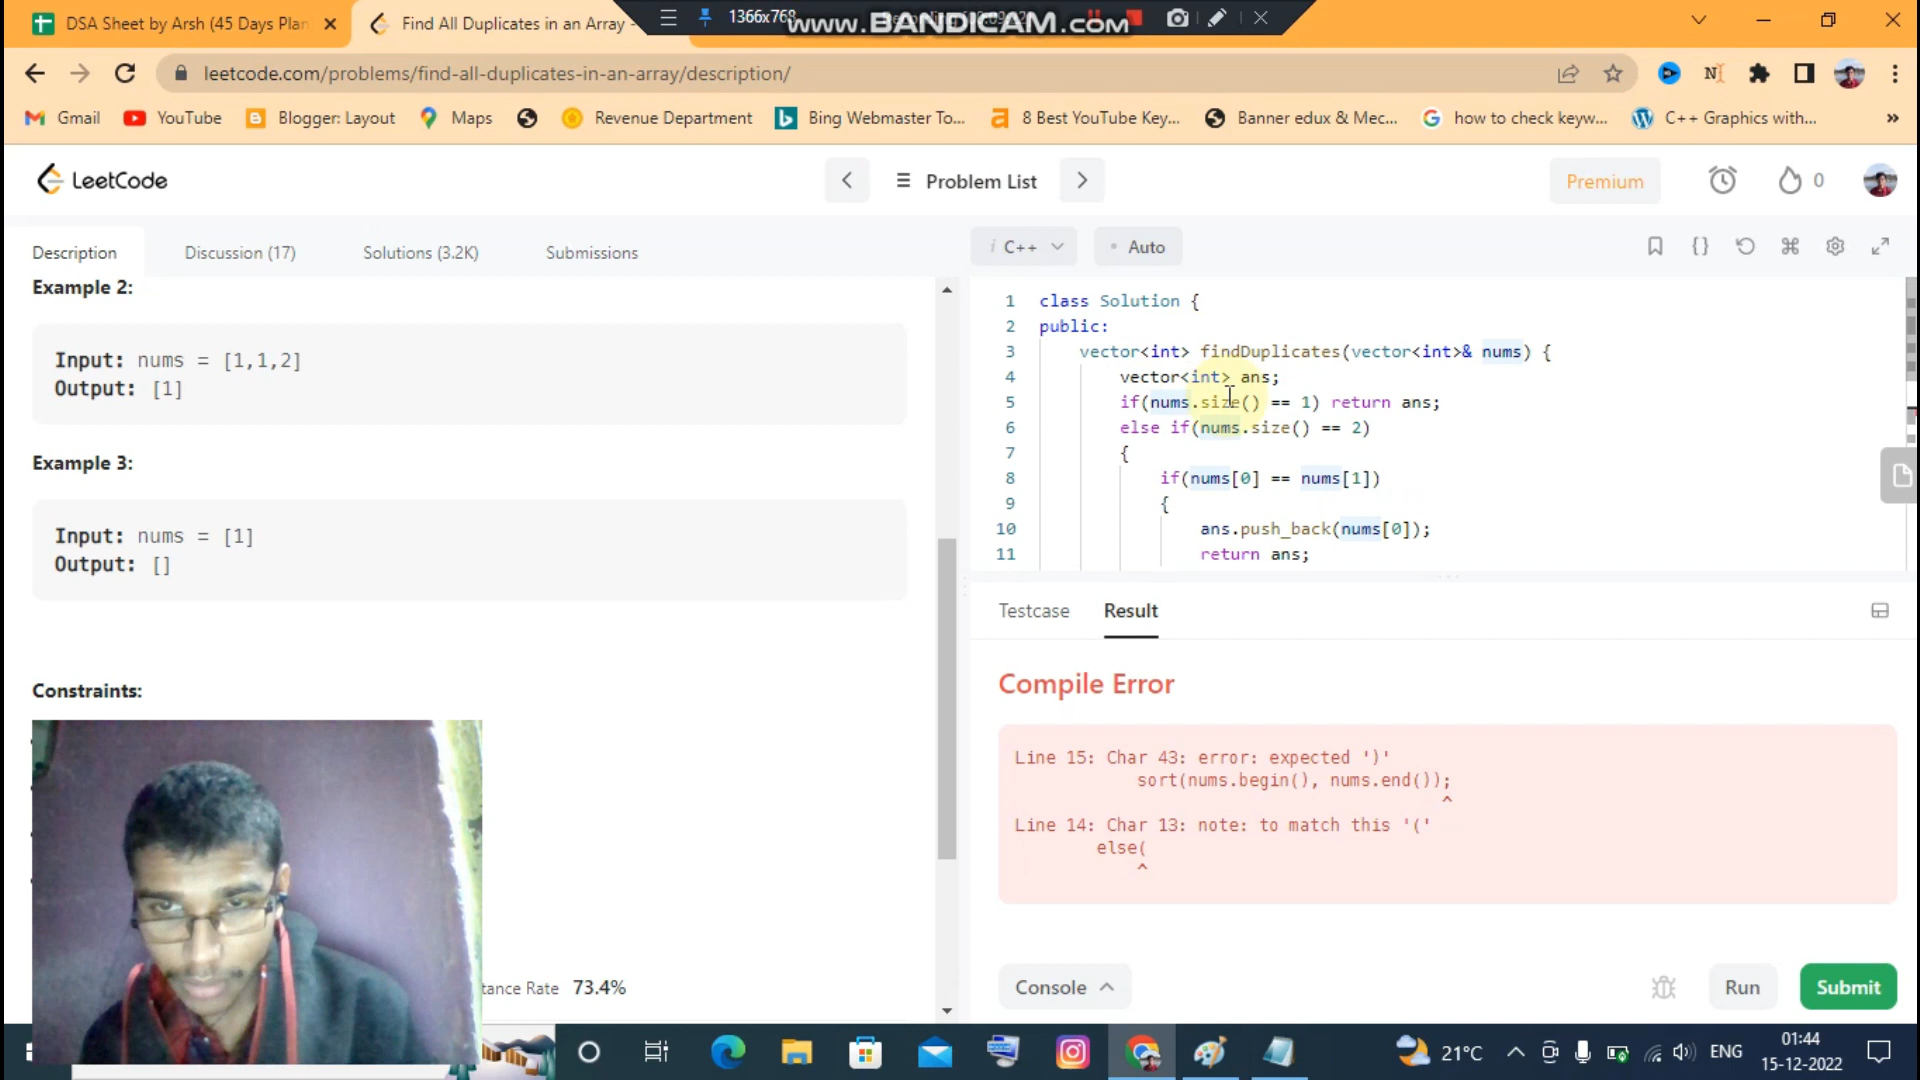 DSA Sheet by Arsh (45 Days Plan
Find All Duplicates in an Array -
1366x768
www.BANDICAM.com
leetcode.com/problems/find-all-duplicates-in-an-array/description/
Gmail
YouTube
Blogger: Layout
Maps
Revenue Department
Bing Webmaster To...
8 Best YouTube Key...
Banner edux & Mec...
how to check keyw...
C++ Graphics with...
»
LeetCode
Problem List
Premium
0
Description
Discussion (17)
Solutions (3.2K)
Submissions
i C++
• Auto
Example 2:
Input: nums = [1,1,2]
Output: [1]
Example 3:
Input: nums = [1]
Output: []
Constraints:
tance Rate 73.4%
1 class Solution {
2 public:
3 vector<int> findDuplicates(vector<int>& nums) {
4 vector<int> ans;
5 if(nums.size() == 1) return ans;
6 else if(nums.size() == 2)
7 {
8 if(nums[0] == nums[1])
9 {
10 ans.push_back(nums[0]);
11 return ans;
Testcase
Result
Compile Error
Line 15: Char 43: error: expected ')'
sort(nums.begin(), nums.end());
^
Line 14: Char 13: note: to match this '('
else(
^
Console
Run
Submit
21°C
ENG
01:44
15-12-2022